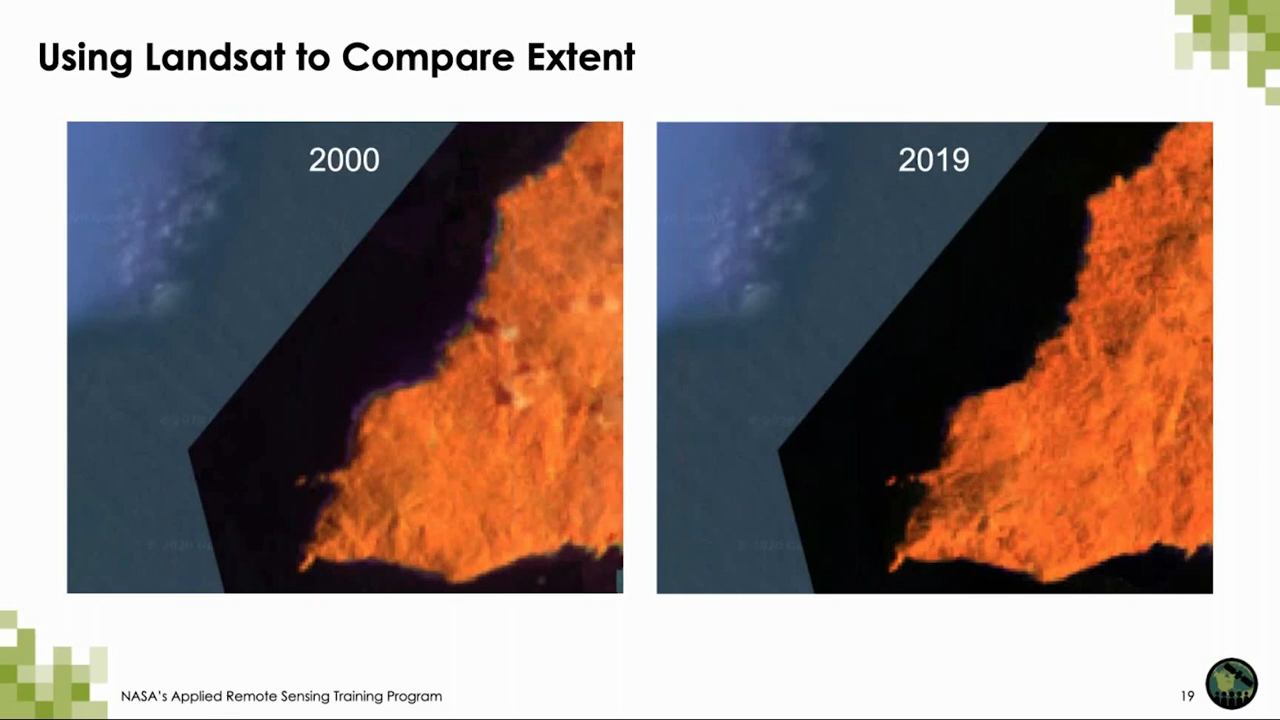 Using Landsat to Compare Extent
2000
2019
NASA's Applied Remote Sensing Training Program
19